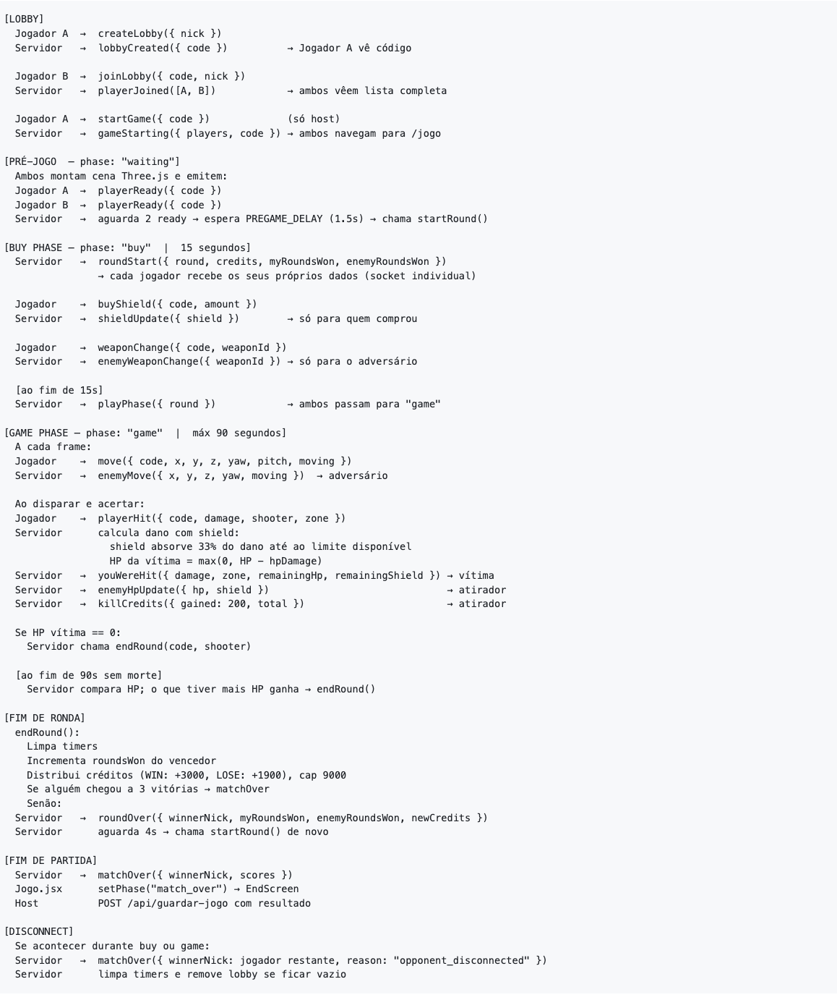 [LOBBY]
Jogador A → createLobby({ nick })
Servidor → lobbyCreated({ code }) → Jogador A vê código
Jogador B → joinLobby({ code, nick })
Servidor → playerJoined([A, B]) → ambos vêem lista completa
Jogador A → startGame({ code }) (só host)
Servidor → gameStarting({ players, code }) → ambos navegam para /jogo
[PRÉ-JOGO — phase: "waiting"]
Ambos montam cena Three.js e emitem:
Jogador A → playerReady({ code })
Jogador B → playerReady({ code })
Servidor → aguarda 2 ready → espera PREGAME_DELAY (1.5s) → chama startRound()
[BUY PHASE — phase: "buy" | 15 segundos]
Servidor → roundStart({ round, credits, myRoundsWon, enemyRoundsWon })
→ cada jogador recebe os seus próprios dados (socket individual)
Jogador → buyShield({ code, amount })
Servidor → shieldUpdate({ shield }) → só para quem comprou
Jogador → weaponChange({ code, weaponId })
Servidor → enemyWeaponChange({ weaponId }) → só para o adversário
[ao fim de 15s]
Servidor → playPhase({ round }) → ambos passam para "game"
[GAME PHASE — phase: "game" | máx 90 segundos]
A cada frame:
Jogador → move({ code, x, y, z, yaw, pitch, moving })
Servidor → enemyMove({ x, y, z, yaw, moving }) → adversário
Ao disparar e acertar:
Jogador → playerHit({ code, damage, shooter, zone })
Servidor calcula dano com shield:
shield absorve 33% do dano até ao limite disponível
HP da vítima = max(0, HP − hpDamage)
Servidor → youWereHit({ damage, zone, remainingHp, remainingShield }) → vítima
Servidor → enemyHpUpdate({ hp, shield }) → atirador
Servidor → killCredits({ gained: 200, total }) → atirador
Se HP vítima == 0:
Servidor chama endRound(code, shooter)
[ao fim de 90s sem morte]
Servidor compara HP; o que tiver mais HP ganha → endRound()
[FIM DE RONDA]
endRound():
Limpa timers
Incrementa roundsWon do vencedor
Distribui créditos (WIN: +3000, LOSE: +1900), cap 9000
Se alguém chegou a 3 vitórias → matchOver
Senão:
Servidor → roundOver({ winnerNick, myRoundsWon, enemyRoundsWon, newCredits })
Servidor aguarda 4s → chama startRound() de novo
[FIM DE PARTIDA]
Servidor → matchOver({ winnerNick, scores })
Jogo.jsx setPhase("match_over") → EndScreen
Host POST /api/guardar-jogo com resultado
[DISCONNECT]
Se acontecer durante buy ou game:
Servidor → matchOver({ winnerNick: jogador restante, reason: "opponent_disconnected" })
Servidor limpa timers e remove lobby se ficar vazio